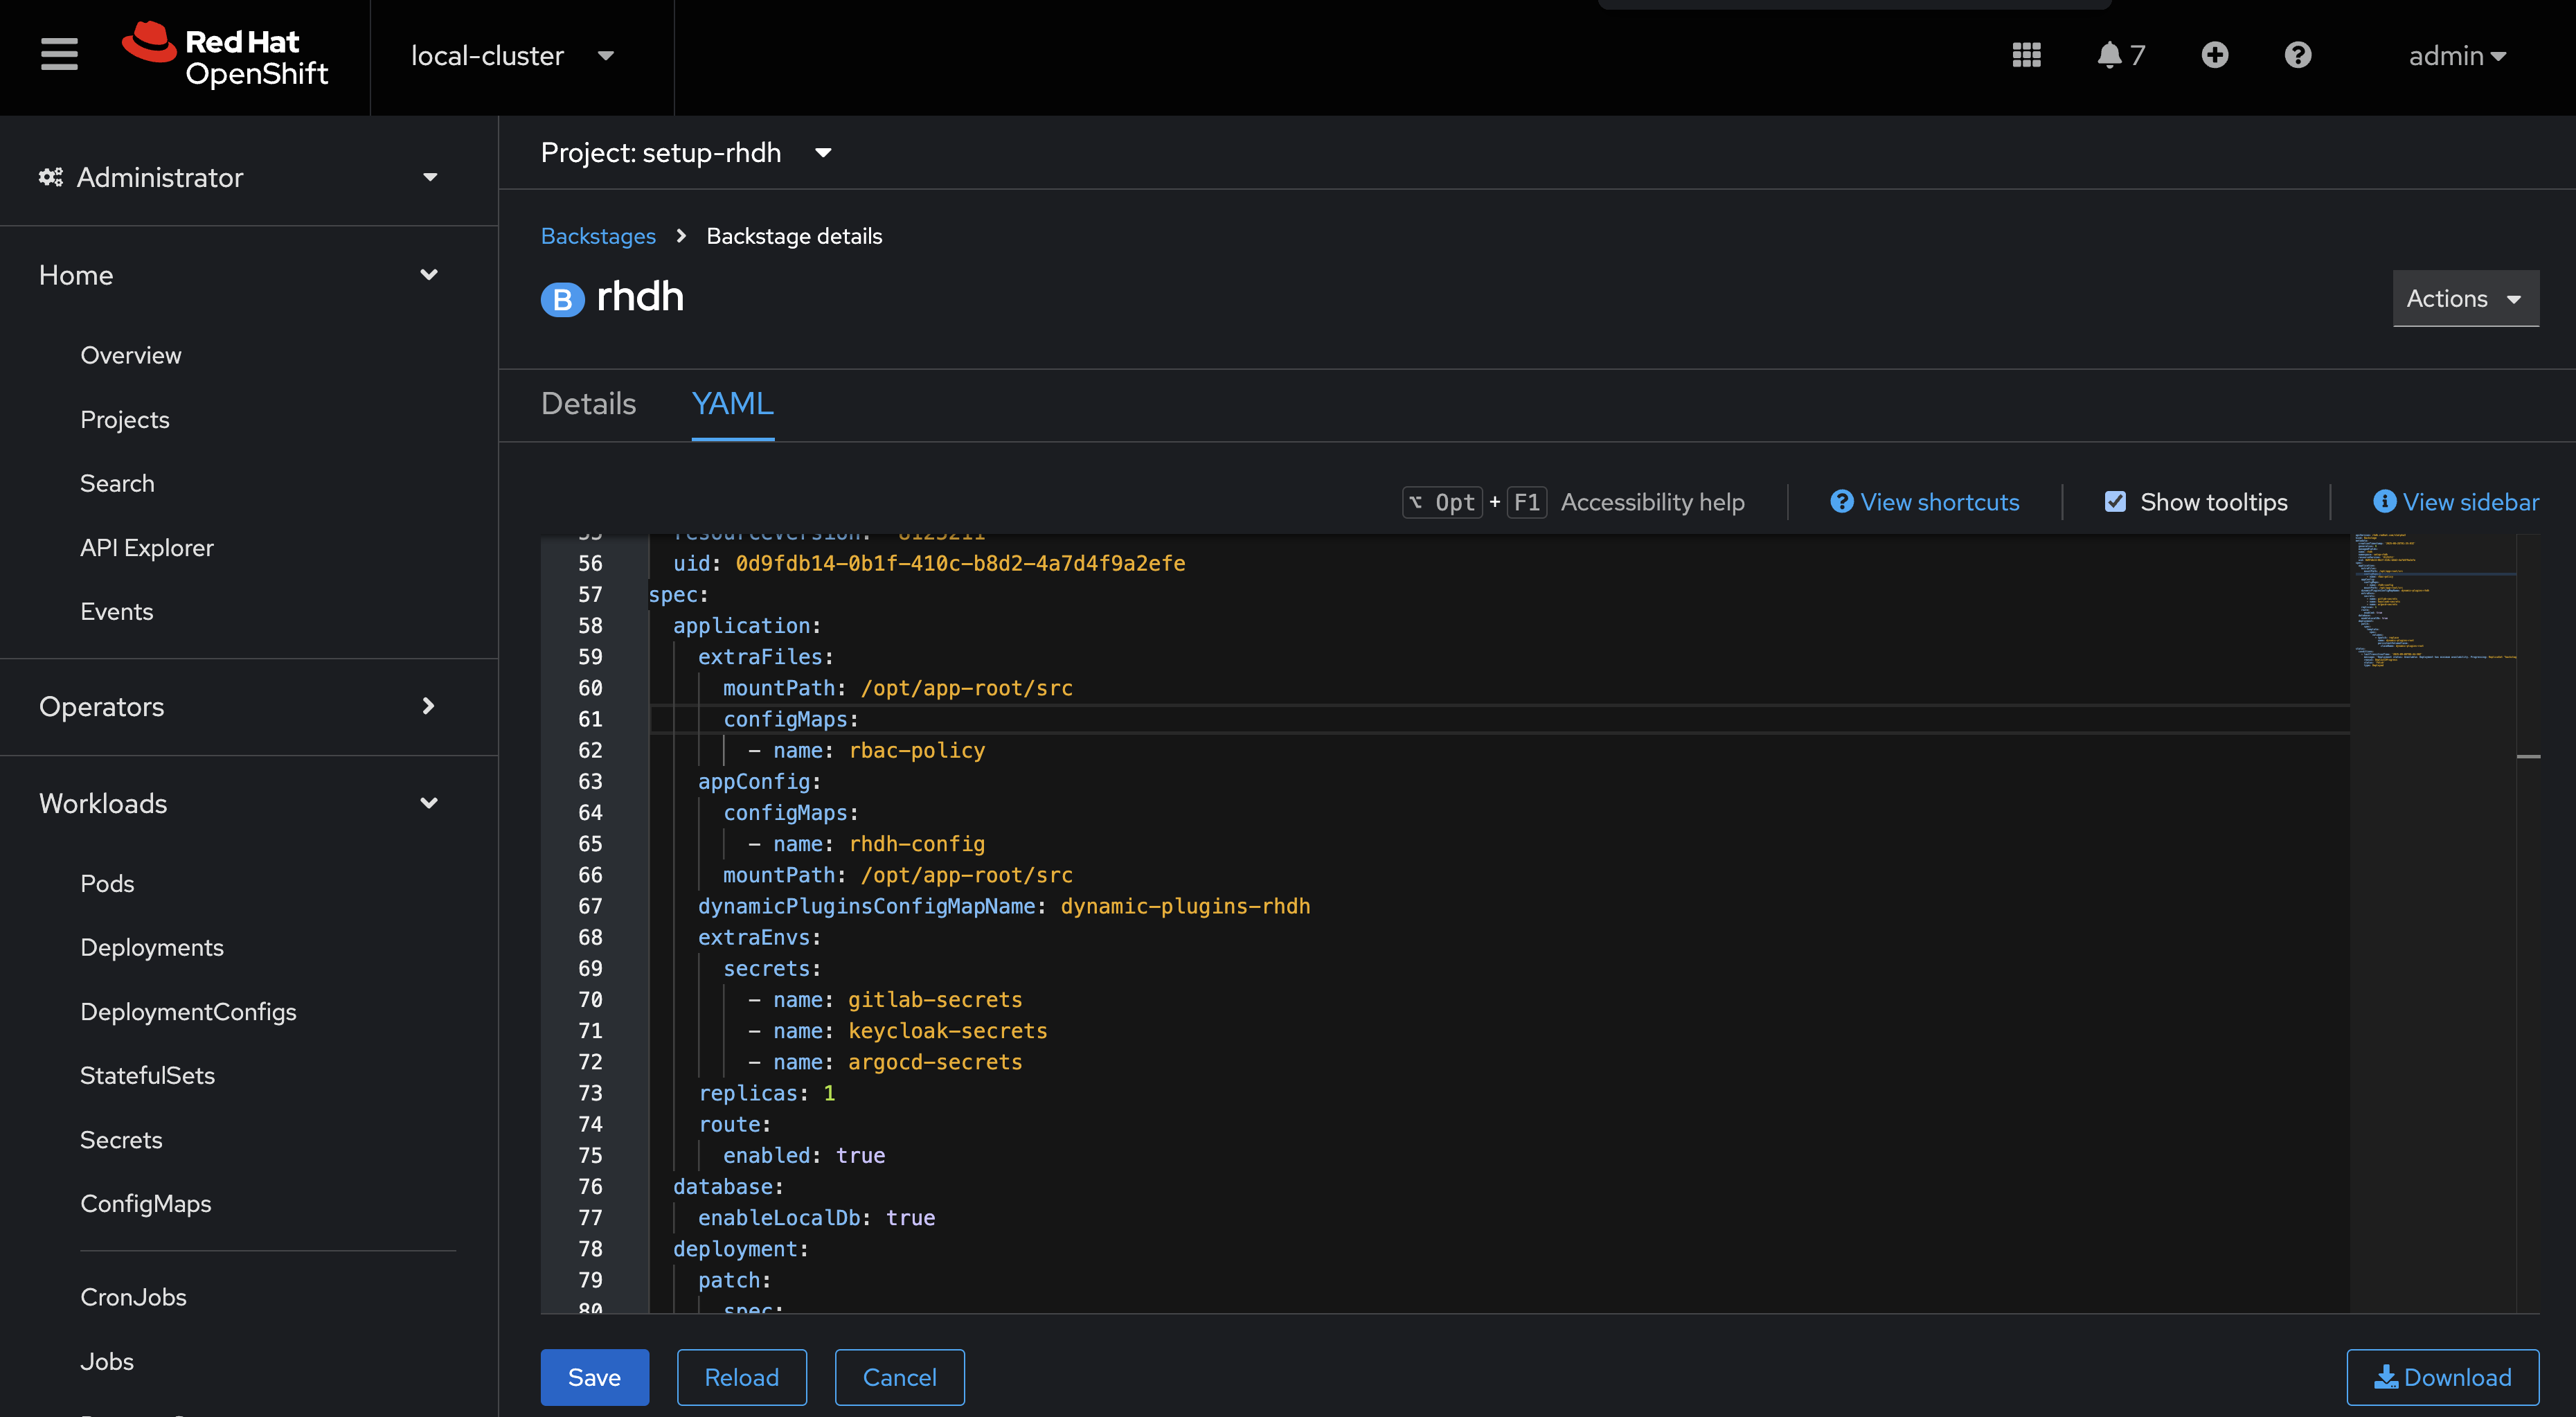 Red Hat
OpenShift
local-cluster
7
admin
Administrator
Home
Overview
Projects
Search
API Explorer
Events
Operators
Workloads
Pods
Deployments
DeploymentConfigs
StatefulSets
Secrets
ConfigMaps
CronJobs
Jobs
Project: setup-rhdh
Backstages > Backstage details
B rhdh
Actions
Details YAML
⌥ Opt + F1 Accessibility help View shortcuts Show tooltips View sidebar
56 uid: 0d9fdb14-0b1f-410c-b8d2-4a7d4f9a2efe
57 spec:
58 application:
59 extraFiles:
60 mountPath: /opt/app-root/src
61 configMaps:
62 - name: rbac-policy
63 appConfig:
64 configMaps:
65 - name: rhdh-config
66 mountPath: /opt/app-root/src
67 dynamicPluginsConfigMapName: dynamic-plugins-rhdh
68 extraEnvs:
69 secrets:
70 - name: gitlab-secrets
71 - name: keycloak-secrets
72 - name: argocd-secrets
73 replicas: 1
74 route:
75 enabled: true
76 database:
77 enableLocalDb: true
78 deployment:
79 patch:
80 spec:
Save Reload Cancel Download